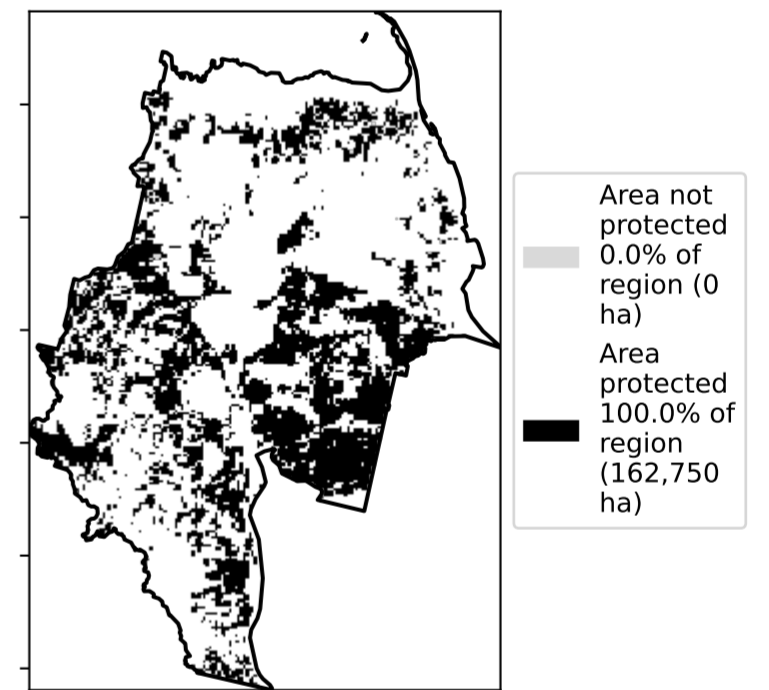 Area not
protected
0.0% of
region (0
ha)
Area
protected
100.0% of
region
(162,750
ha)